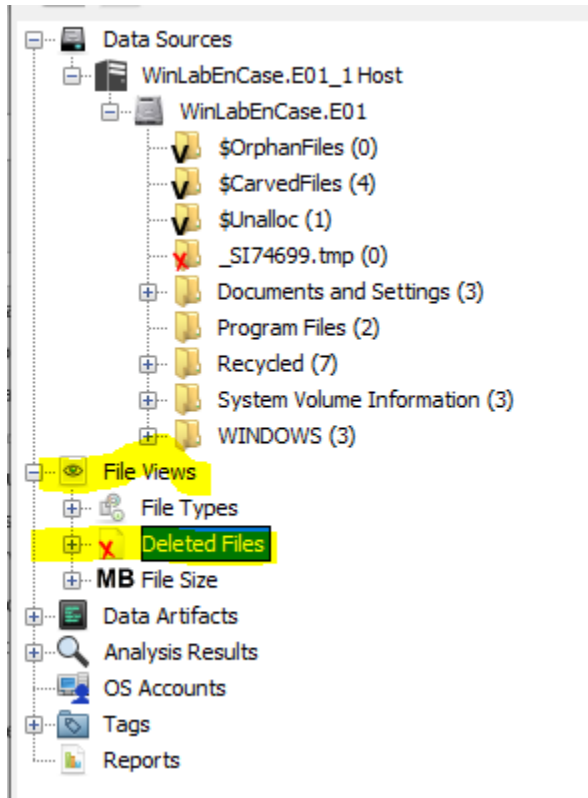 Data Sources
WinLabEnCase.E01_1 Host
WinLabEnCase.E01
$OrphanFiles (0)
$CarvedFiles (4)
$Unalloc (1)
_SI74699.tmp (0)
Documents and Settings (3)
Program Files (2)
Recycled (7)
System Volume Information (3)
WINDOWS (3)
File Views
File Types
Deleted Files
MB File Size
Data Artifacts
Analysis Results
OS Accounts
Tags
Reports